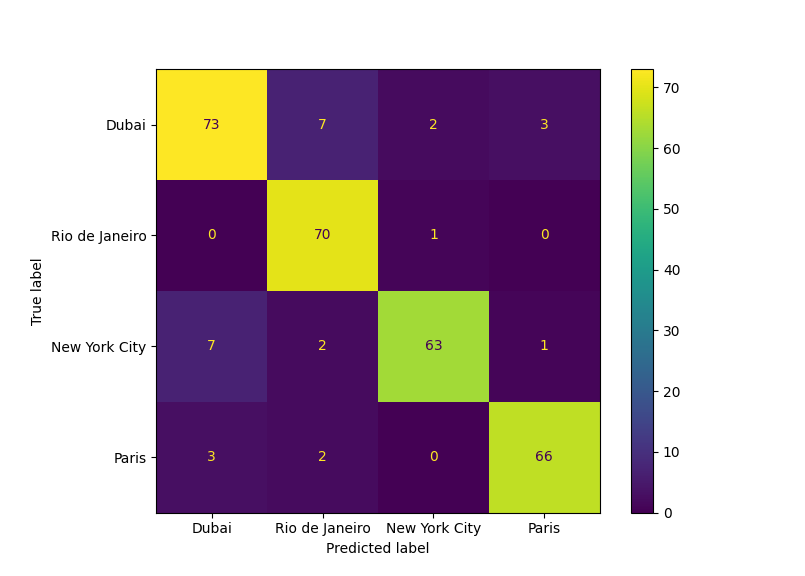 Dubai 73 7 2 3
Rio de Janeiro 0 70 1 0
New York City 7 2 63 1
Paris 3 2 0 66
Dubai Rio de Janeiro New York City Paris
Predicted label
True label
70
60
50
40
30
20
10
0